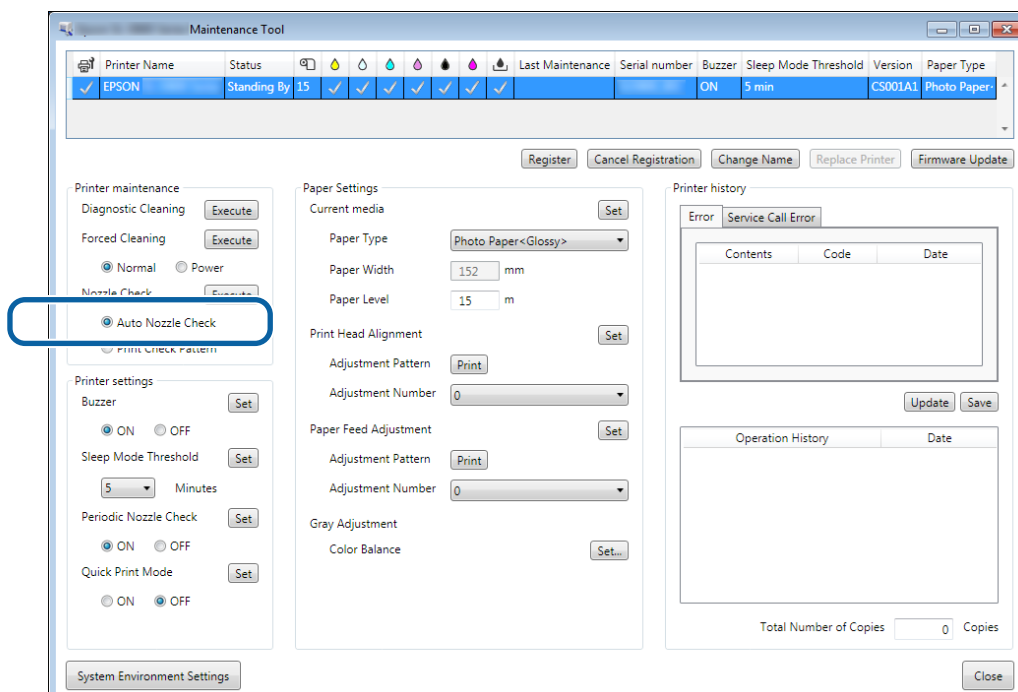 Maintenance Tool
Printer Name Status Last Maintenance Serial number Buzzer Sleep Mode Threshold Version Paper Type
EPSON Standing By 15 ON 5 min CS001A1 Photo Paper
Register Cancel Registration Change Name Replace Printer Firmware Update
Printer maintenance
Diagnostic Cleaning Execute
Forced Cleaning Execute
Normal Power
Nozzle Check Execute
Auto Nozzle Check
Print Check Pattern
Printer settings
Buzzer Set
ON OFF
Sleep Mode Threshold Set
5 Minutes
Periodic Nozzle Check Set
ON OFF
Quick Print Mode Set
ON OFF
System Environment Settings
Paper Settings
Current media Set
Paper Type Photo Paper<Glossy>
Paper Width 152 mm
Paper Level 15 m
Print Head Alignment Set
Adjustment Pattern Print
Adjustment Number 0
Paper Feed Adjustment Set
Adjustment Pattern Print
Adjustment Number 0
Gray Adjustment
Color Balance Set...
Printer history
Error Service Call Error
Contents Code Date
Update Save
Operation History Date
Total Number of Copies 0 Copies
Close